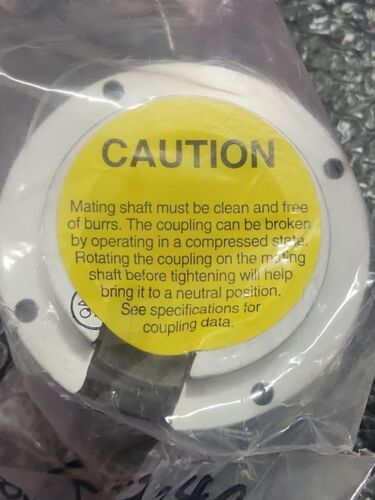 CAUTION
Mating shaft must be clean and free
of burrs. The coupling can be broken
by operating in a compressed state.
Rotating the coupling on the mating
shaft before tightening will help
bring it to a neutral position.
See specifications for
coupling data.